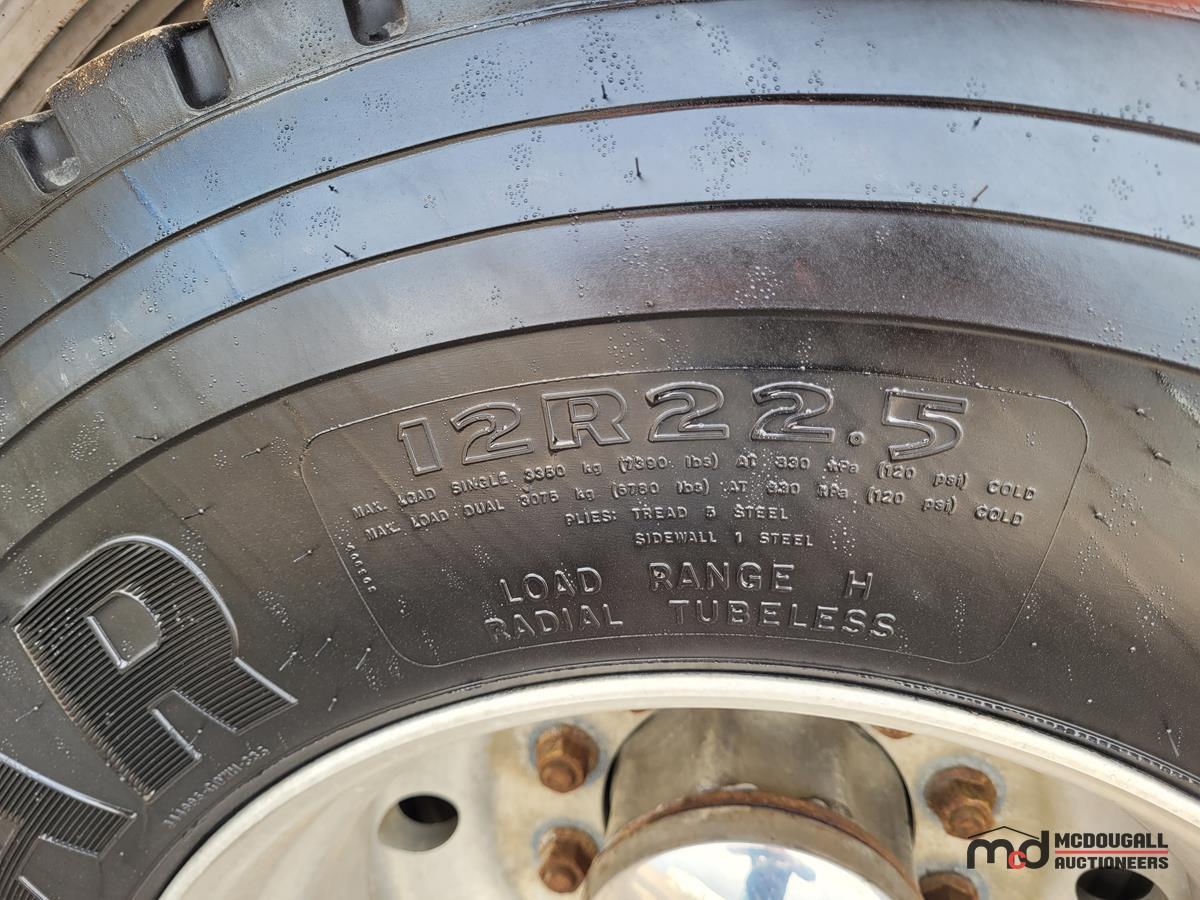 12R22.5
MAX. LOAD SINGLE 3350 kg (7390 lbs) AT 830 kPa (120 psi) COLD
MAX. LOAD DUAL 3075 kg (6780 lbs) AT 830 kPa (120 psi) COLD
PLIES: TREAD 5 STEEL
SIDEWALL 1 STEEL
LOAD RANGE H
RADIAL TUBELESS
R
mcd MCDOUGALL
AUCTIONEERS